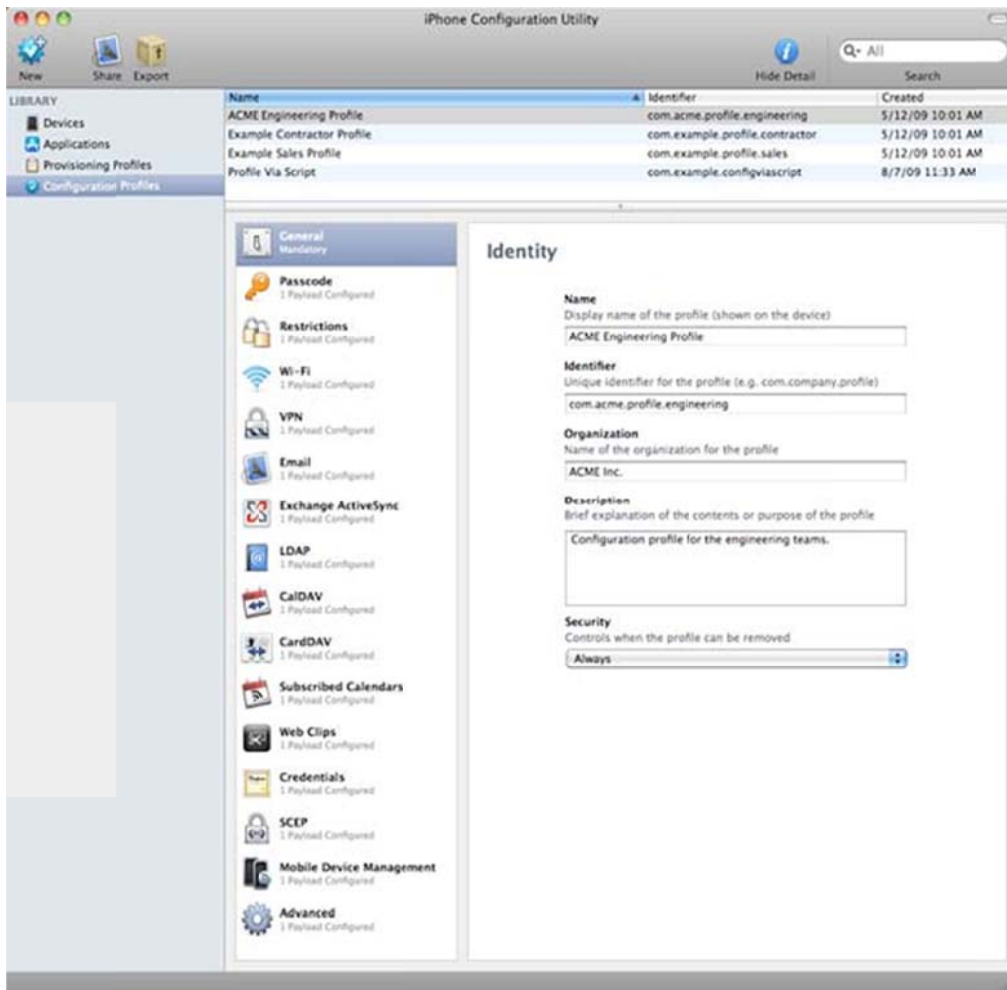 iPhone Configuration Utility
New
Share
Export
Hide Detail
All
Search
LIBRARY
Devices
Applications
Provisioning Profiles
Configuration Profiles
Name Identifier Created
ACME Engineering Profile com.acme.profile.engineering 5/12/09 10:01 AM
Example Contractor Profile com.example.profile.contractor 5/12/09 10:01 AM
Example Sales Profile com.example.profile.sales 5/12/09 10:01 AM
Profile Via Script com.example.configviascript 8/7/09 11:33 AM
General
Mandatory
Passcode
1 Payload Configured
Restrictions
1 Payload Configured
Wi-Fi
1 Payload Configured
VPN
1 Payload Configured
Email
1 Payload Configured
Exchange ActiveSync
1 Payload Configured
LDAP
1 Payload Configured
CalDAV
1 Payload Configured
CardDAV
1 Payload Configured
Subscribed Calendars
1 Payload Configured
Web Clips
1 Payload Configured
Credentials
1 Payload Configured
SCEP
1 Payload Configured
Mobile Device Management
1 Payload Configured
Advanced
1 Payload Configured
Identity
Name
Display name of the profile (shown on the device)
ACME Engineering Profile
Identifier
Unique identifier for the profile (e.g. com.company.profile)
com.acme.profile.engineering
Organization
Name of the organization for the profile
ACME Inc.
Description
Brief explanation of the contents or purpose of the profile
Configuration profile for the engineering teams.
Security
Controls when the profile can be removed
Always